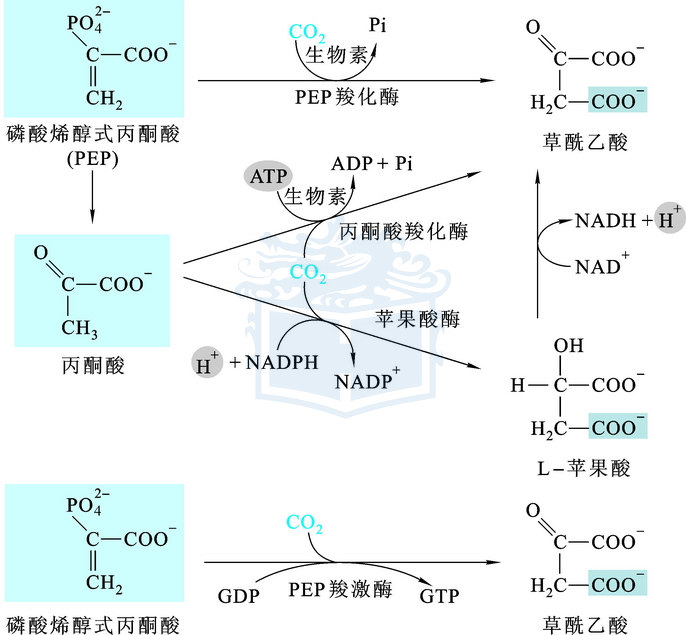 PO₄²⁻
C—COO⁻
CH₂
磷酸烯醇式丙酮酸
(PEP)
CO₂
生物素
Pi
PEP羧化酶
O
C—COO⁻
H₂C—COO⁻
草酰乙酸
ATP
生物素
ADP + Pi
丙酮酸羧化酶
CO₂
O
C—COO⁻
CH₃
丙酮酸
苹果酸酶
H⁺ + NADPH
NADP⁺
NADH + H⁺
NAD⁺
OH
H—C—COO⁻
H₂C—COO⁻
L-苹果酸
PO₄²⁻
C—COO⁻
CH₂
磷酸烯醇式丙酮酸
CO₂
GDP
PEP羧激酶
GTP
O
C—COO⁻
H₂C—COO⁻
草酰乙酸